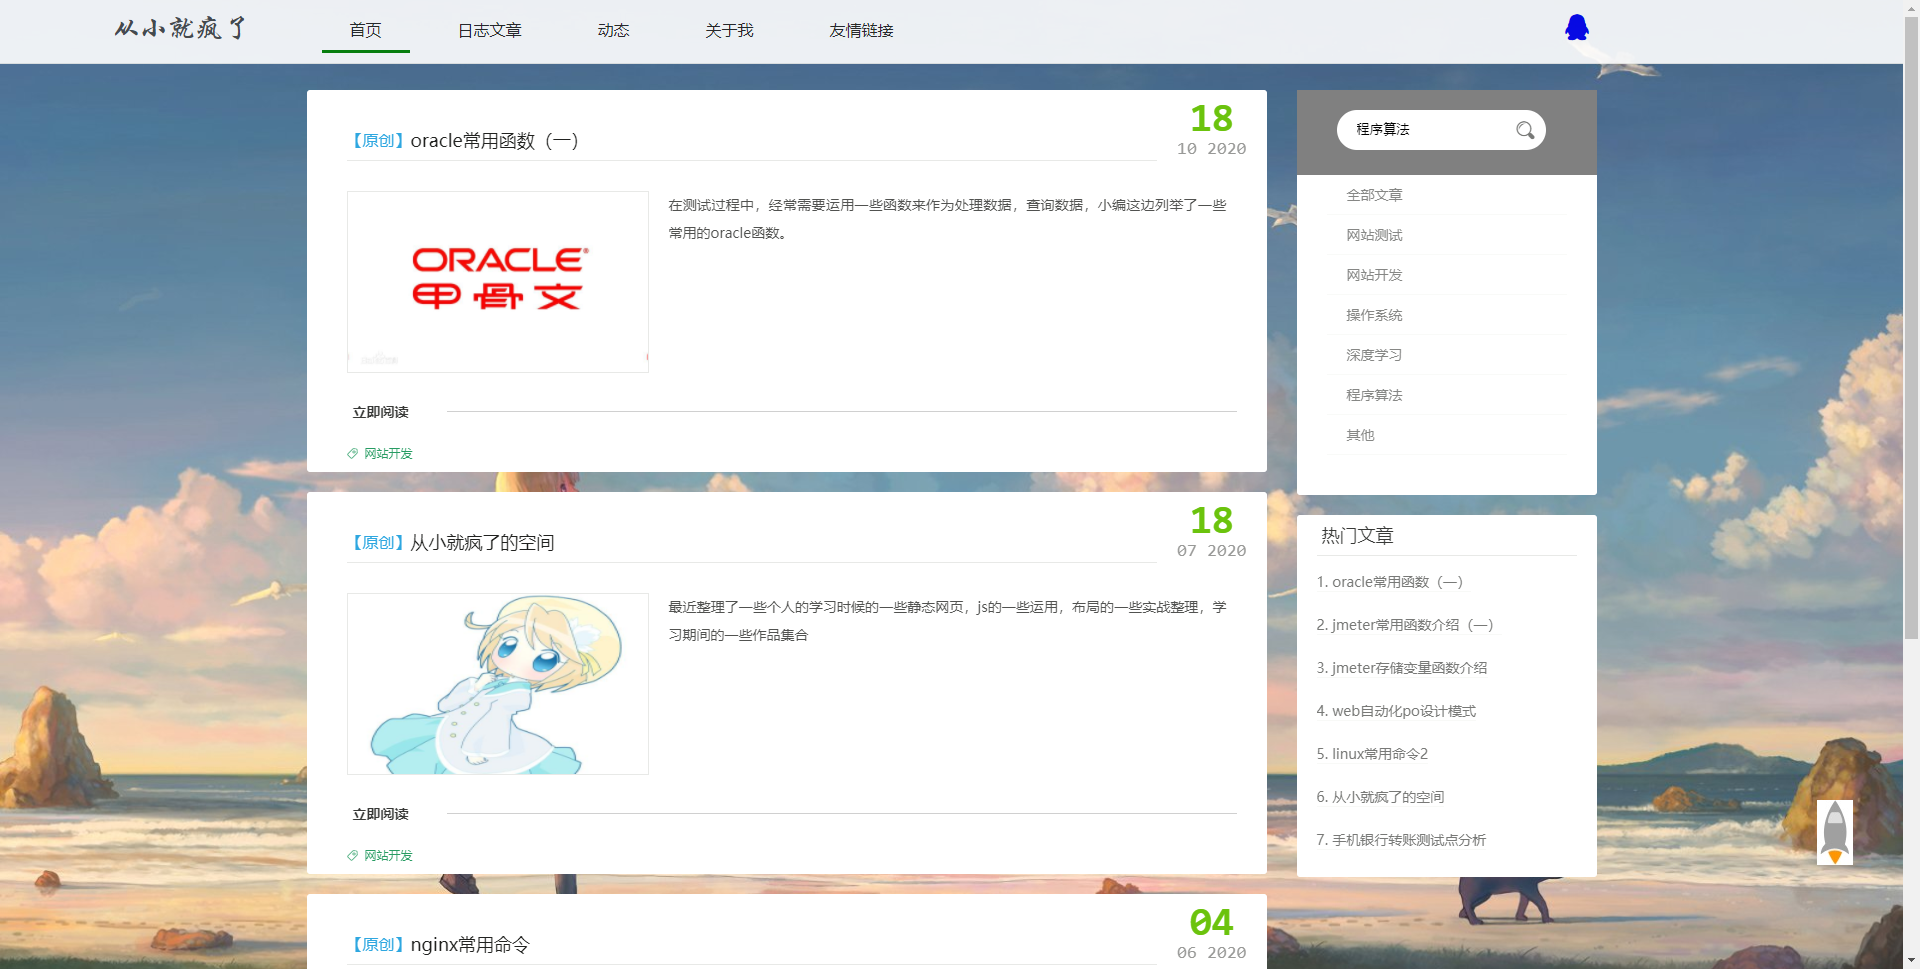 从小就疯了
首页 日志文章 动态 关于我 友情链接
【原创】oracle常用函数（一）
18
10 2020
ORACLE®
甲骨文
在测试过程中，经常需要运用一些函数来作为处理数据，查询数据，小编这边列举了一些
常用的oracle函数。
立即阅读
网站开发
【原创】从小就疯了的空间
18
07 2020
最近整理了一些个人的学习时候的一些静态网页，js的一些运用，布局的一些实战整理，学
习期间的一些作品集合
立即阅读
网站开发
【原创】nginx常用命令
04
06 2020
程序算法
全部文章
网站测试
网站开发
操作系统
深度学习
程序算法
其他
热门文章
1. oracle常用函数（一）
2. jmeter常用函数介绍（一）
3. jmeter存储变量函数介绍
4. web自动化po设计模式
5. linux常用命令2
6. 从小就疯了的空间
7. 手机银行转账测试点分析